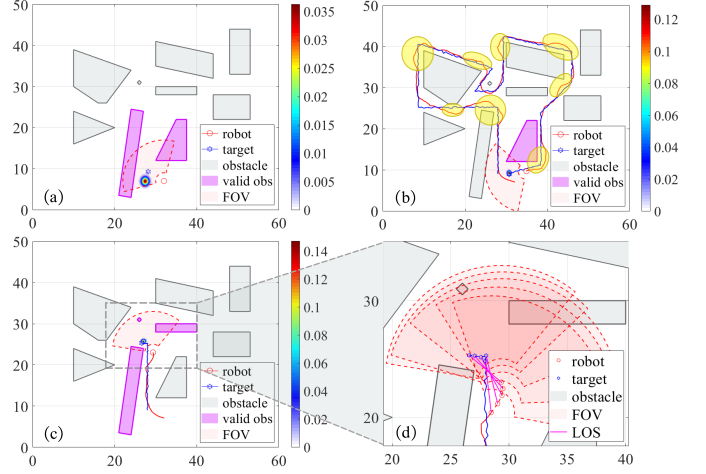 50
40
30
20
10
0
0 20 40 60
(a)
robot
target
obstacle
valid obs
FOV
0.035
0.03
0.025
0.02
0.015
0.01
0.005
0
50
40
30
20
10
0
0 20 40 60
(b)
robot
target
obstacle
valid obs
FOV
0.12
0.1
0.08
0.06
0.04
0.02
0
50
40
30
20
10
0
0 20 40 60
(c)
robot
target
obstacle
valid obs
FOV
0.14
0.12
0.1
0.08
0.06
0.04
0.02
0
30
20
20 25 30 35 40
(d)
robot
target
obstacle
FOV
LOS